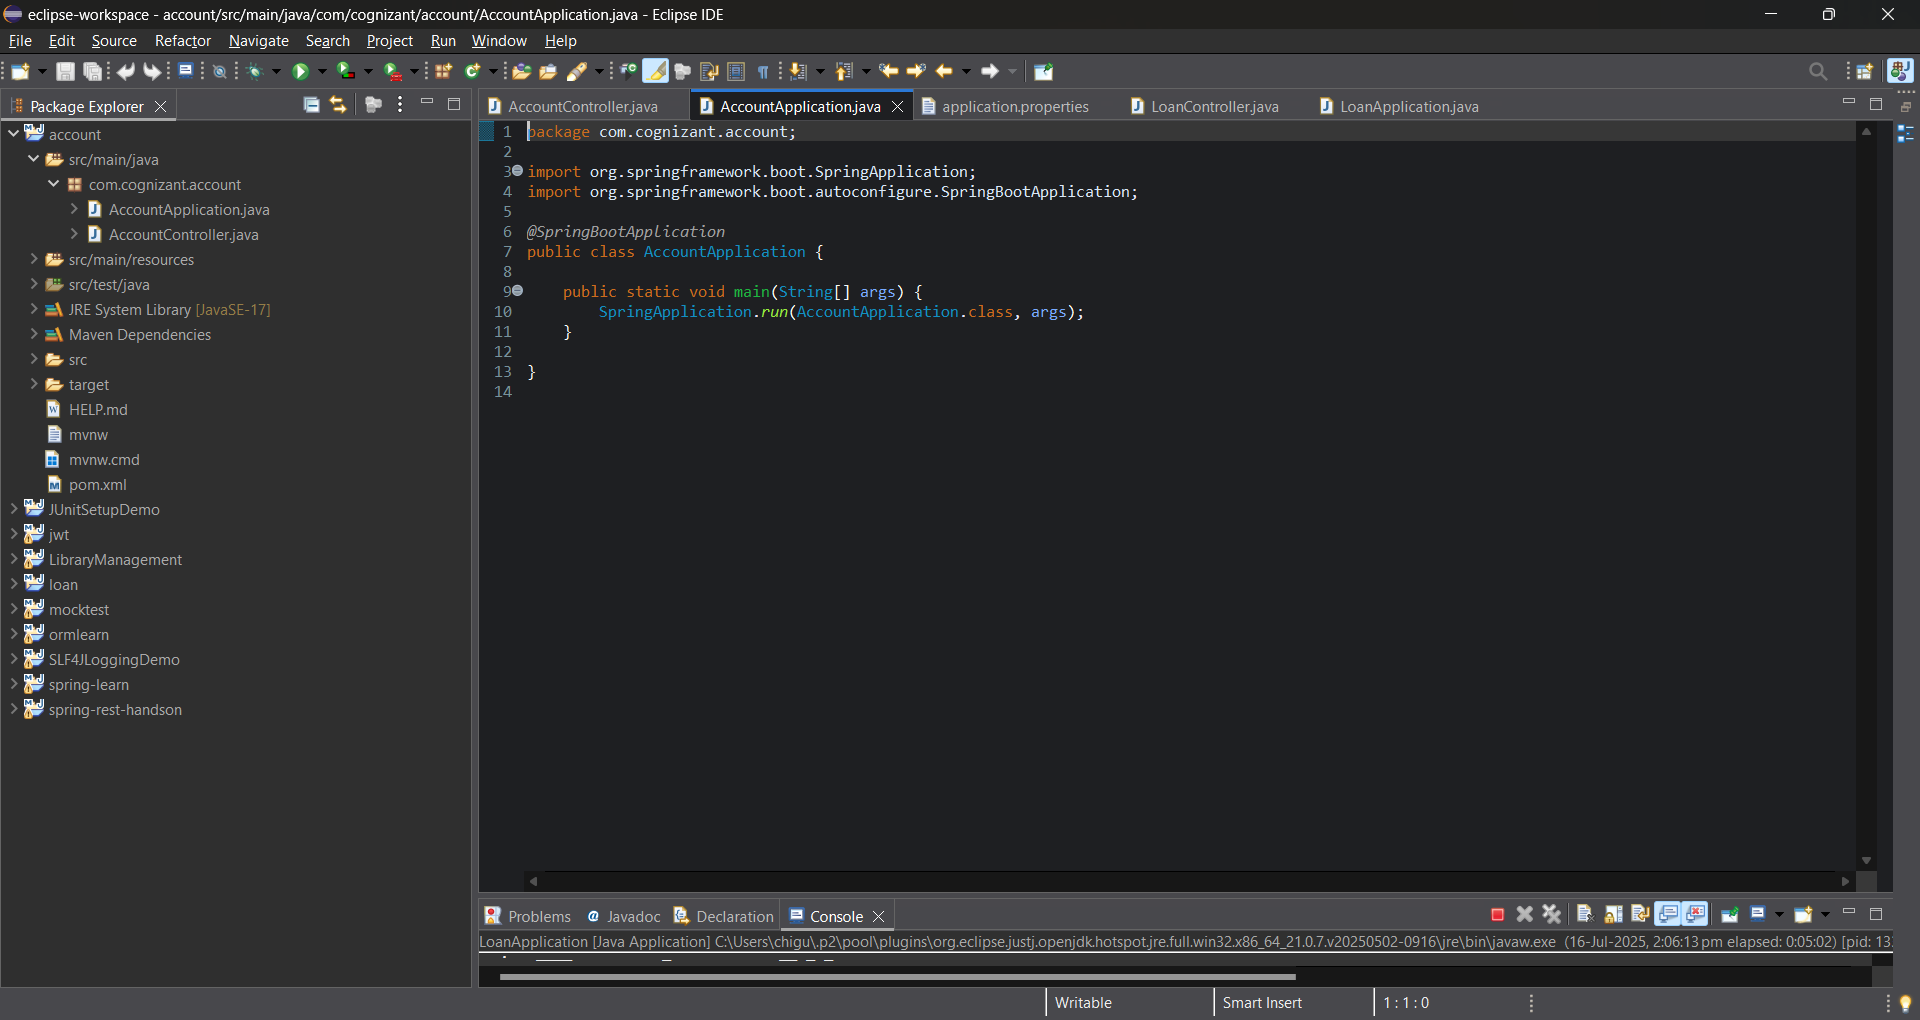 eclipse-workspace - account/src/main/java/com/cognizant/account/AccountApplication.java - Eclipse IDE
File Edit Source Refactor Navigate Search Project Run Window Help
Package Explorer
account
src/main/java
com.cognizant.account
AccountApplication.java
AccountController.java
src/main/resources
src/test/java
JRE System Library [JavaSE-17]
Maven Dependencies
src
target
HELP.md
mvnw
mvnw.cmd
pom.xml
JUnitSetupDemo
jwt
LibraryManagement
loan
mocktest
ormlearn
SLF4JLoggingDemo
spring-learn
spring-rest-handson
AccountController.java AccountApplication.java application.properties LoanController.java LoanApplication.java
1 package com.cognizant.account;
2
3 import org.springframework.boot.SpringApplication;
4 import org.springframework.boot.autoconfigure.SpringBootApplication;
5
6 @SpringBootApplication
7 public class AccountApplication {
8
9 public static void main(String[] args) {
10 SpringApplication.run(AccountApplication.class, args);
11 }
12
13 }
14
Problems Javadoc Declaration Console
LoanApplication [Java Application] C:\Users\chigu\.p2\pool\plugins\org.eclipse.justj.openjdk.hotspot.jre.full.win32.x86_64_21.0.7.v20250502-0916\jre\bin\javaw.exe (16-Jul-2025, 2:06:13 pm elapsed: 0:05:02) [pid: 13
Writable Smart Insert 1 : 1 : 0